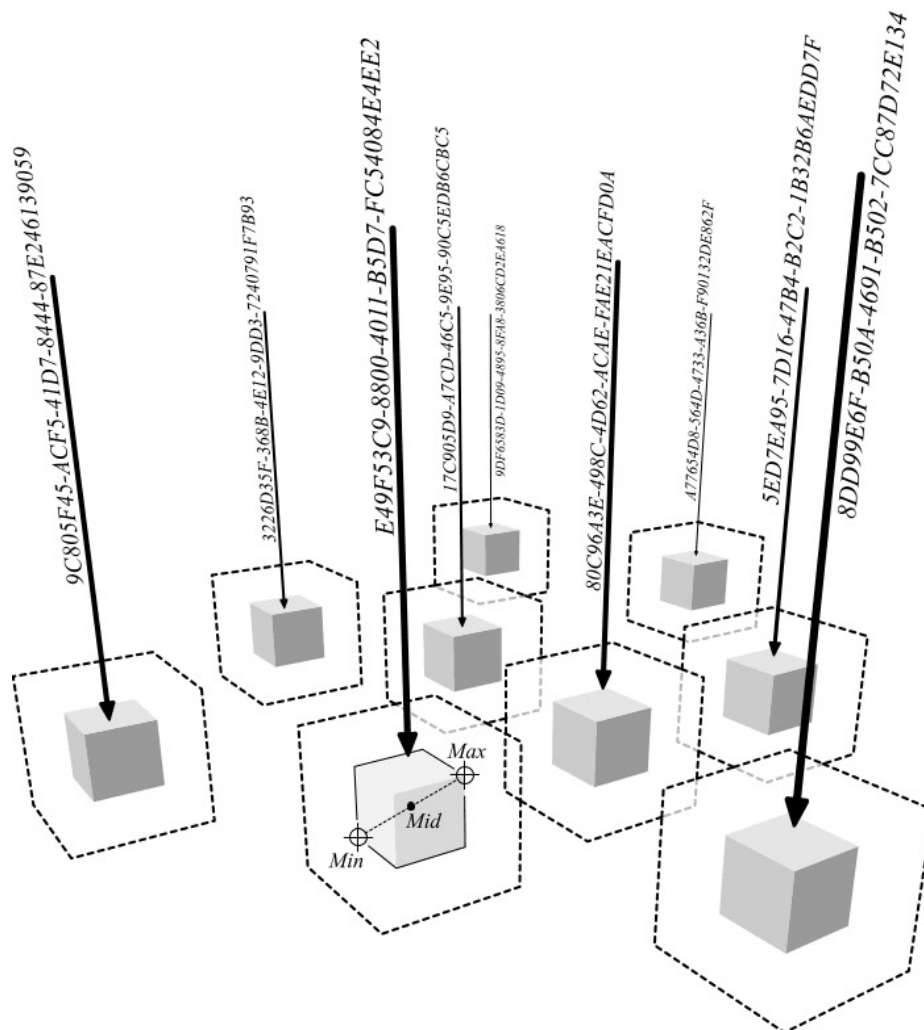 9C805F45-ACF5-41D7-8444-87E246139059
3226D35F-368B-4E12-9DD3-7240791F7B93
E49F53C9-8800-4011-B5D7-FC54084E4EE2
17C905D9-A7CD-46C5-9E95-90C5EDB6CBC5
9DF6583D-1D09-4895-8FA8-3806CD2EA618
80C96A3E-498C-4D62-ACAE-FAE21EACFD0A
A77654D8-564D-4733-A36B-F90132DE862F
5ED7EA95-7D16-47B4-B2C2-1B32B6AEDD7F
8DD99E6F-B50A-4691-B502-7CC87D72E134
Max
Mid
Min